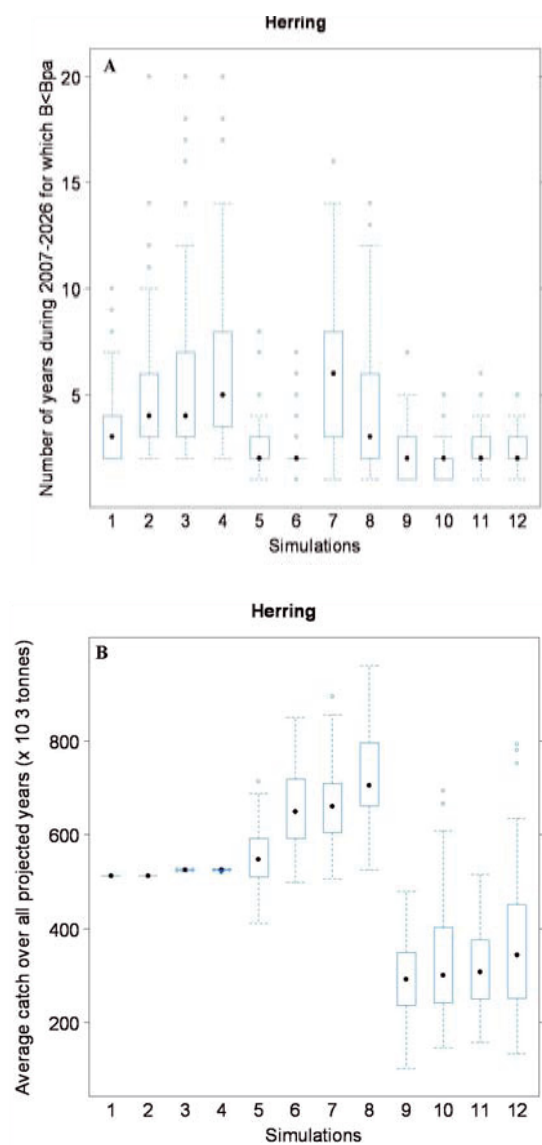 Herring
A
Number of years during 2007-2026 for which B<Bpa
20
15
10
5
1 2 3 4 5 6 7 8 9 10 11 12
Simulations
Herring
B
Average catch over all projected years (x 10 3 tonnes)
800
600
400
200
1 2 3 4 5 6 7 8 9 10 11 12
Simulations